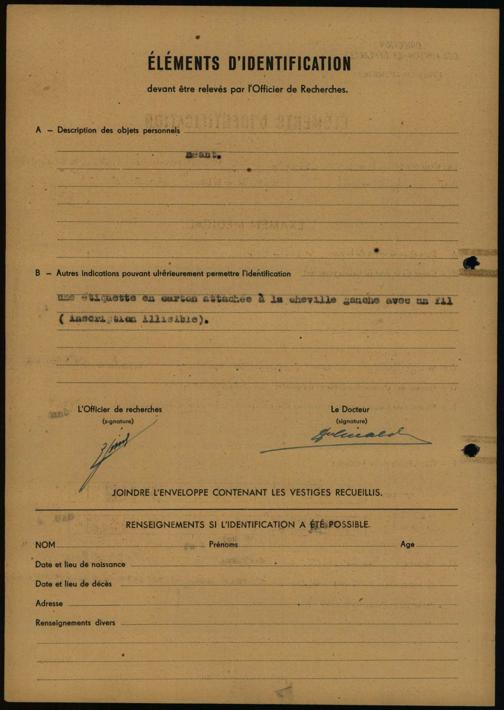 ÉLÉMENTS D'IDENTIFICATION
devant être relevés par l'Officier de Recherches.
A – Description des objets personnels
Néant.
B – Autres indications pouvant ultérieurement permettre l'identification
une étiquette en carton attachée à la cheville gauche avec un fil
( inscription illisible).
L'Officier de recherches
(signature)
Le Docteur
(signature)
JOINDRE L'ENVELOPPE CONTENANT LES VESTIGES RECUEILLIS.
RENSEIGNEMENTS SI L'IDENTIFICATION A ÉTÉ POSSIBLE.
NOM Prénoms Age
Date et lieu de naissance
Date et lieu de décès
Adresse
Renseignements divers